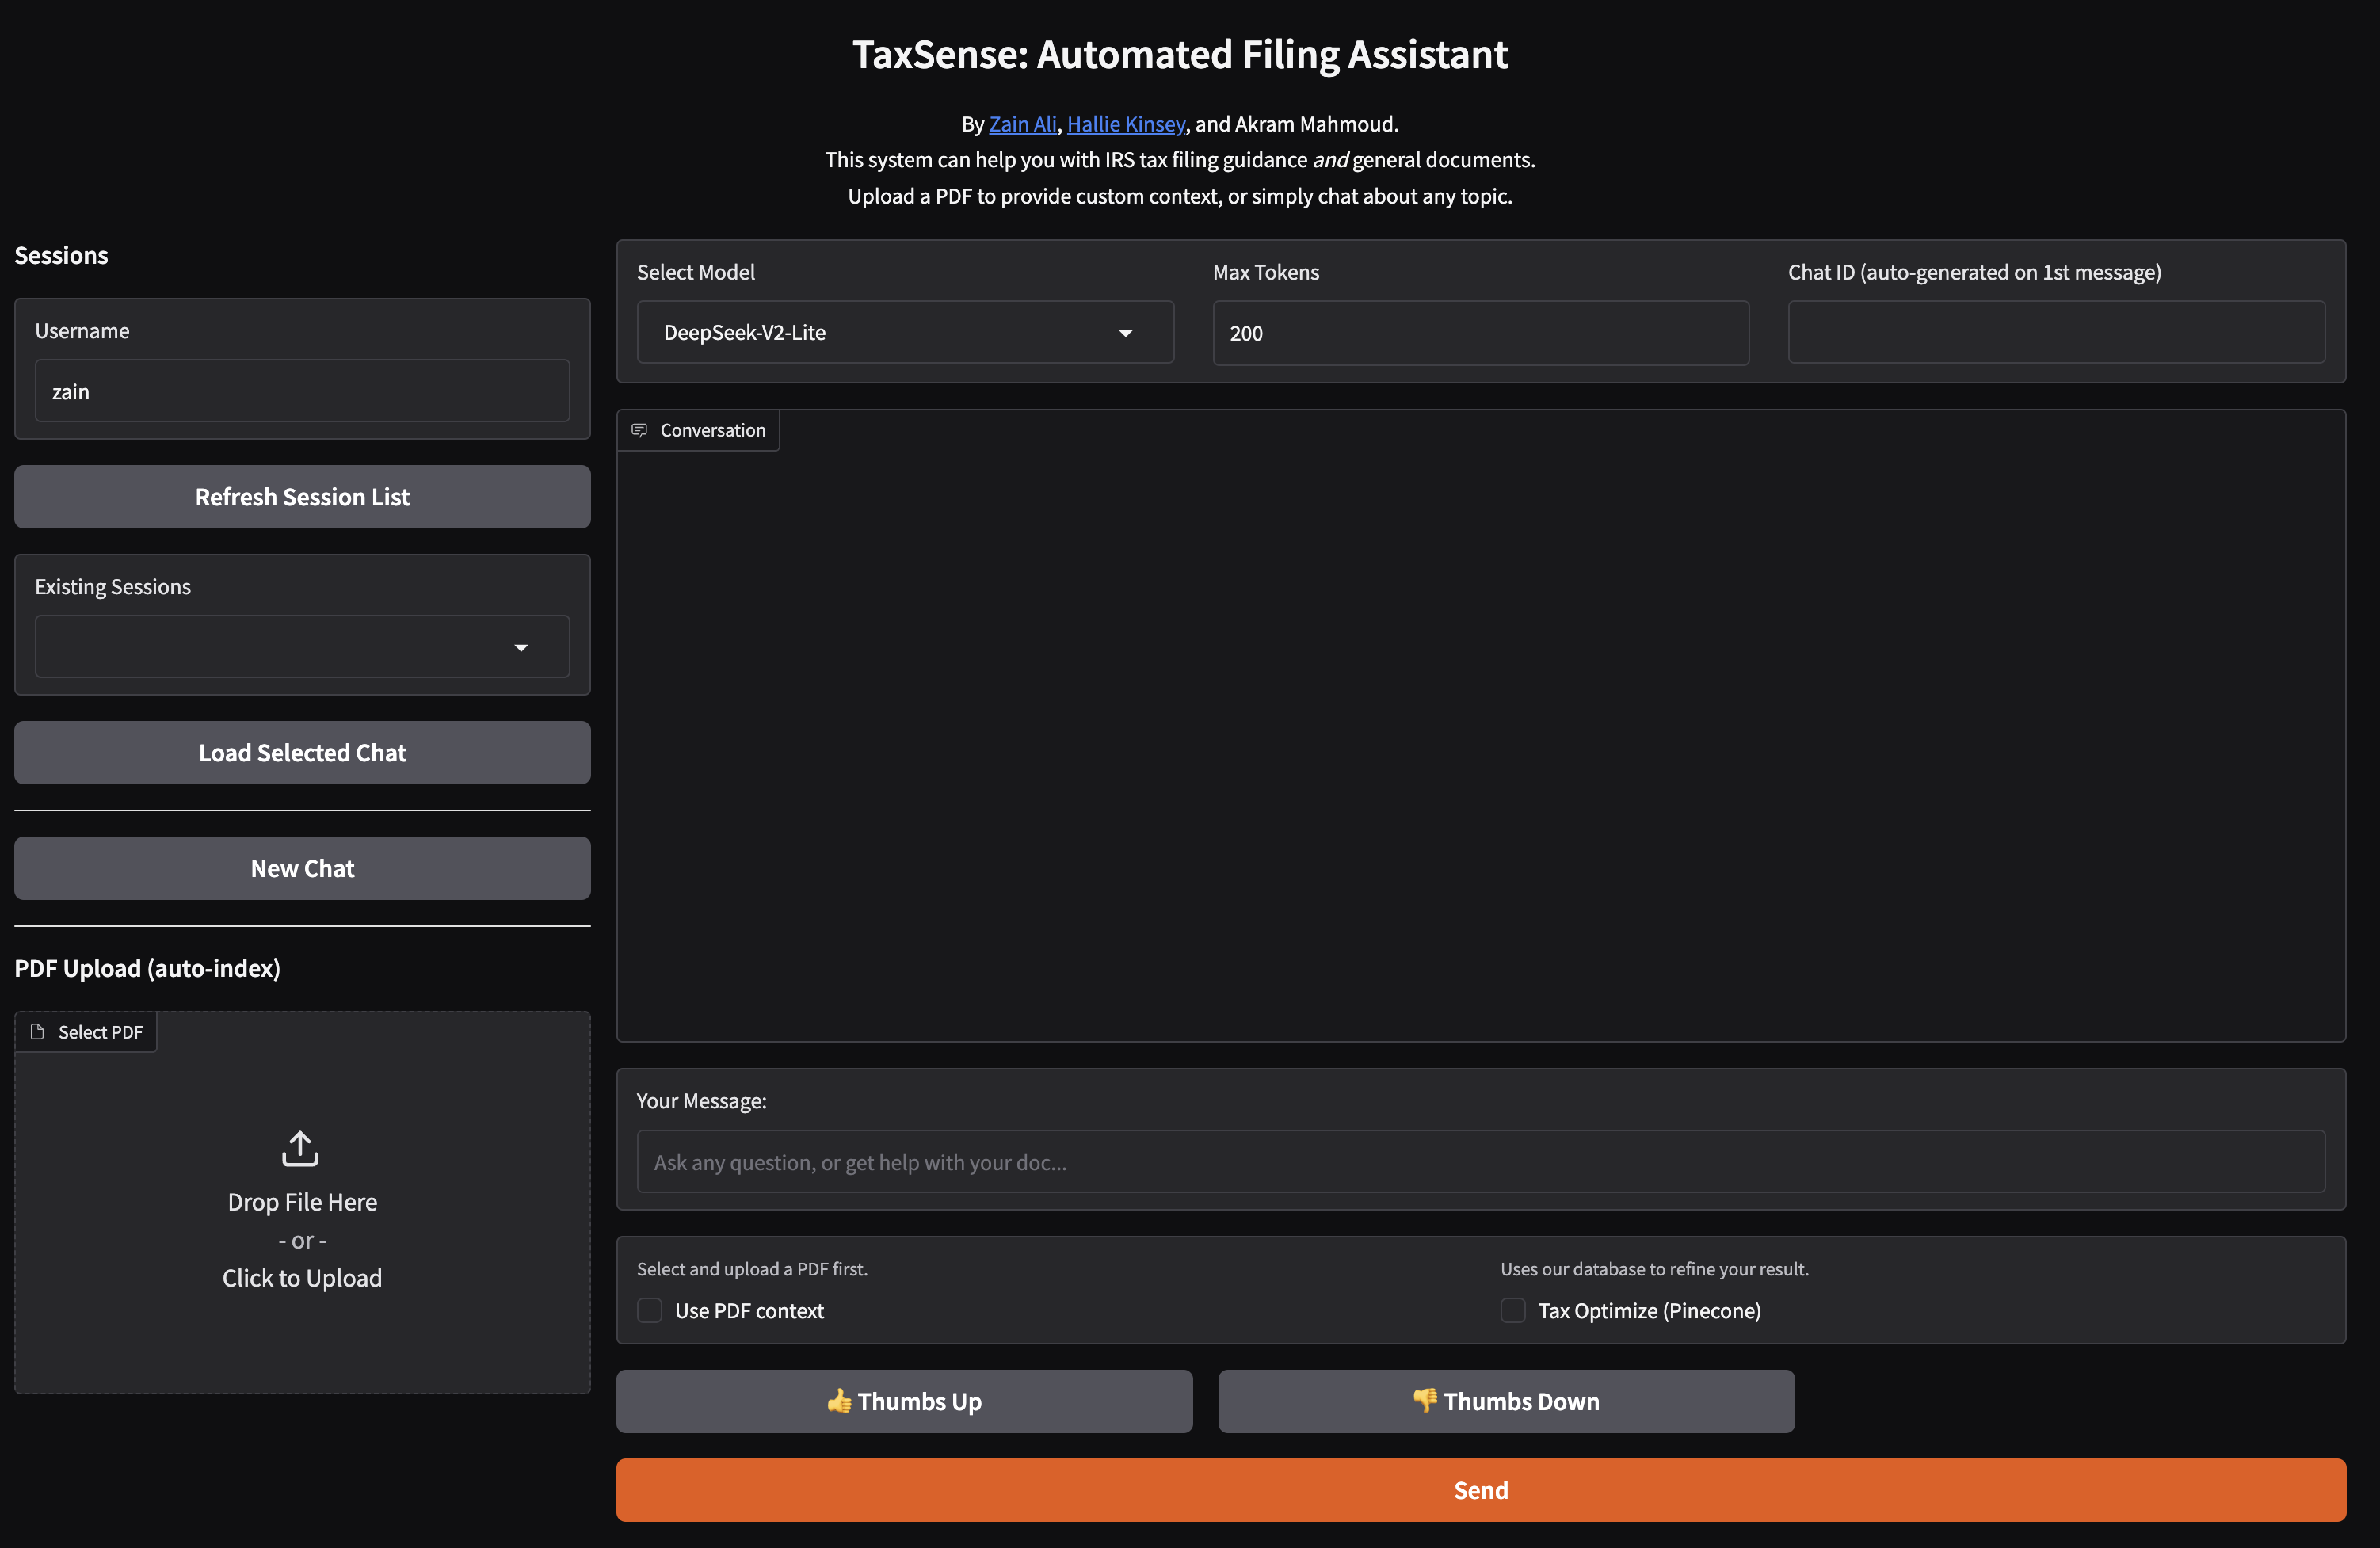 TaxSense: Automated Filing Assistant
By Zain Ali, Hallie Kinsey, and Akram Mahmoud.
This system can help you with IRS tax filing guidance and general documents.
Upload a PDF to provide custom context, or simply chat about any topic.
Sessions
Username
zain
Refresh Session List
Existing Sessions
Load Selected Chat
New Chat
PDF Upload (auto-index)
Select PDF
Drop File Here
- or -
Click to Upload
Select Model
DeepSeek-V2-Lite
Max Tokens
200
Chat ID (auto-generated on 1st message)
Conversation
Your Message:
Ask any question, or get help with your doc...
Select and upload a PDF first.
Use PDF context
Uses our database to refine your result.
Tax Optimize (Pinecone)
👍 Thumbs Up
👎 Thumbs Down
Send